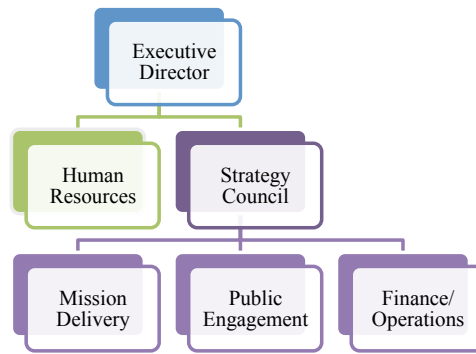 Executive
Director
Human
Resources
Strategy
Council
Mission
Delivery
Public
Engagement
Finance/
Operations